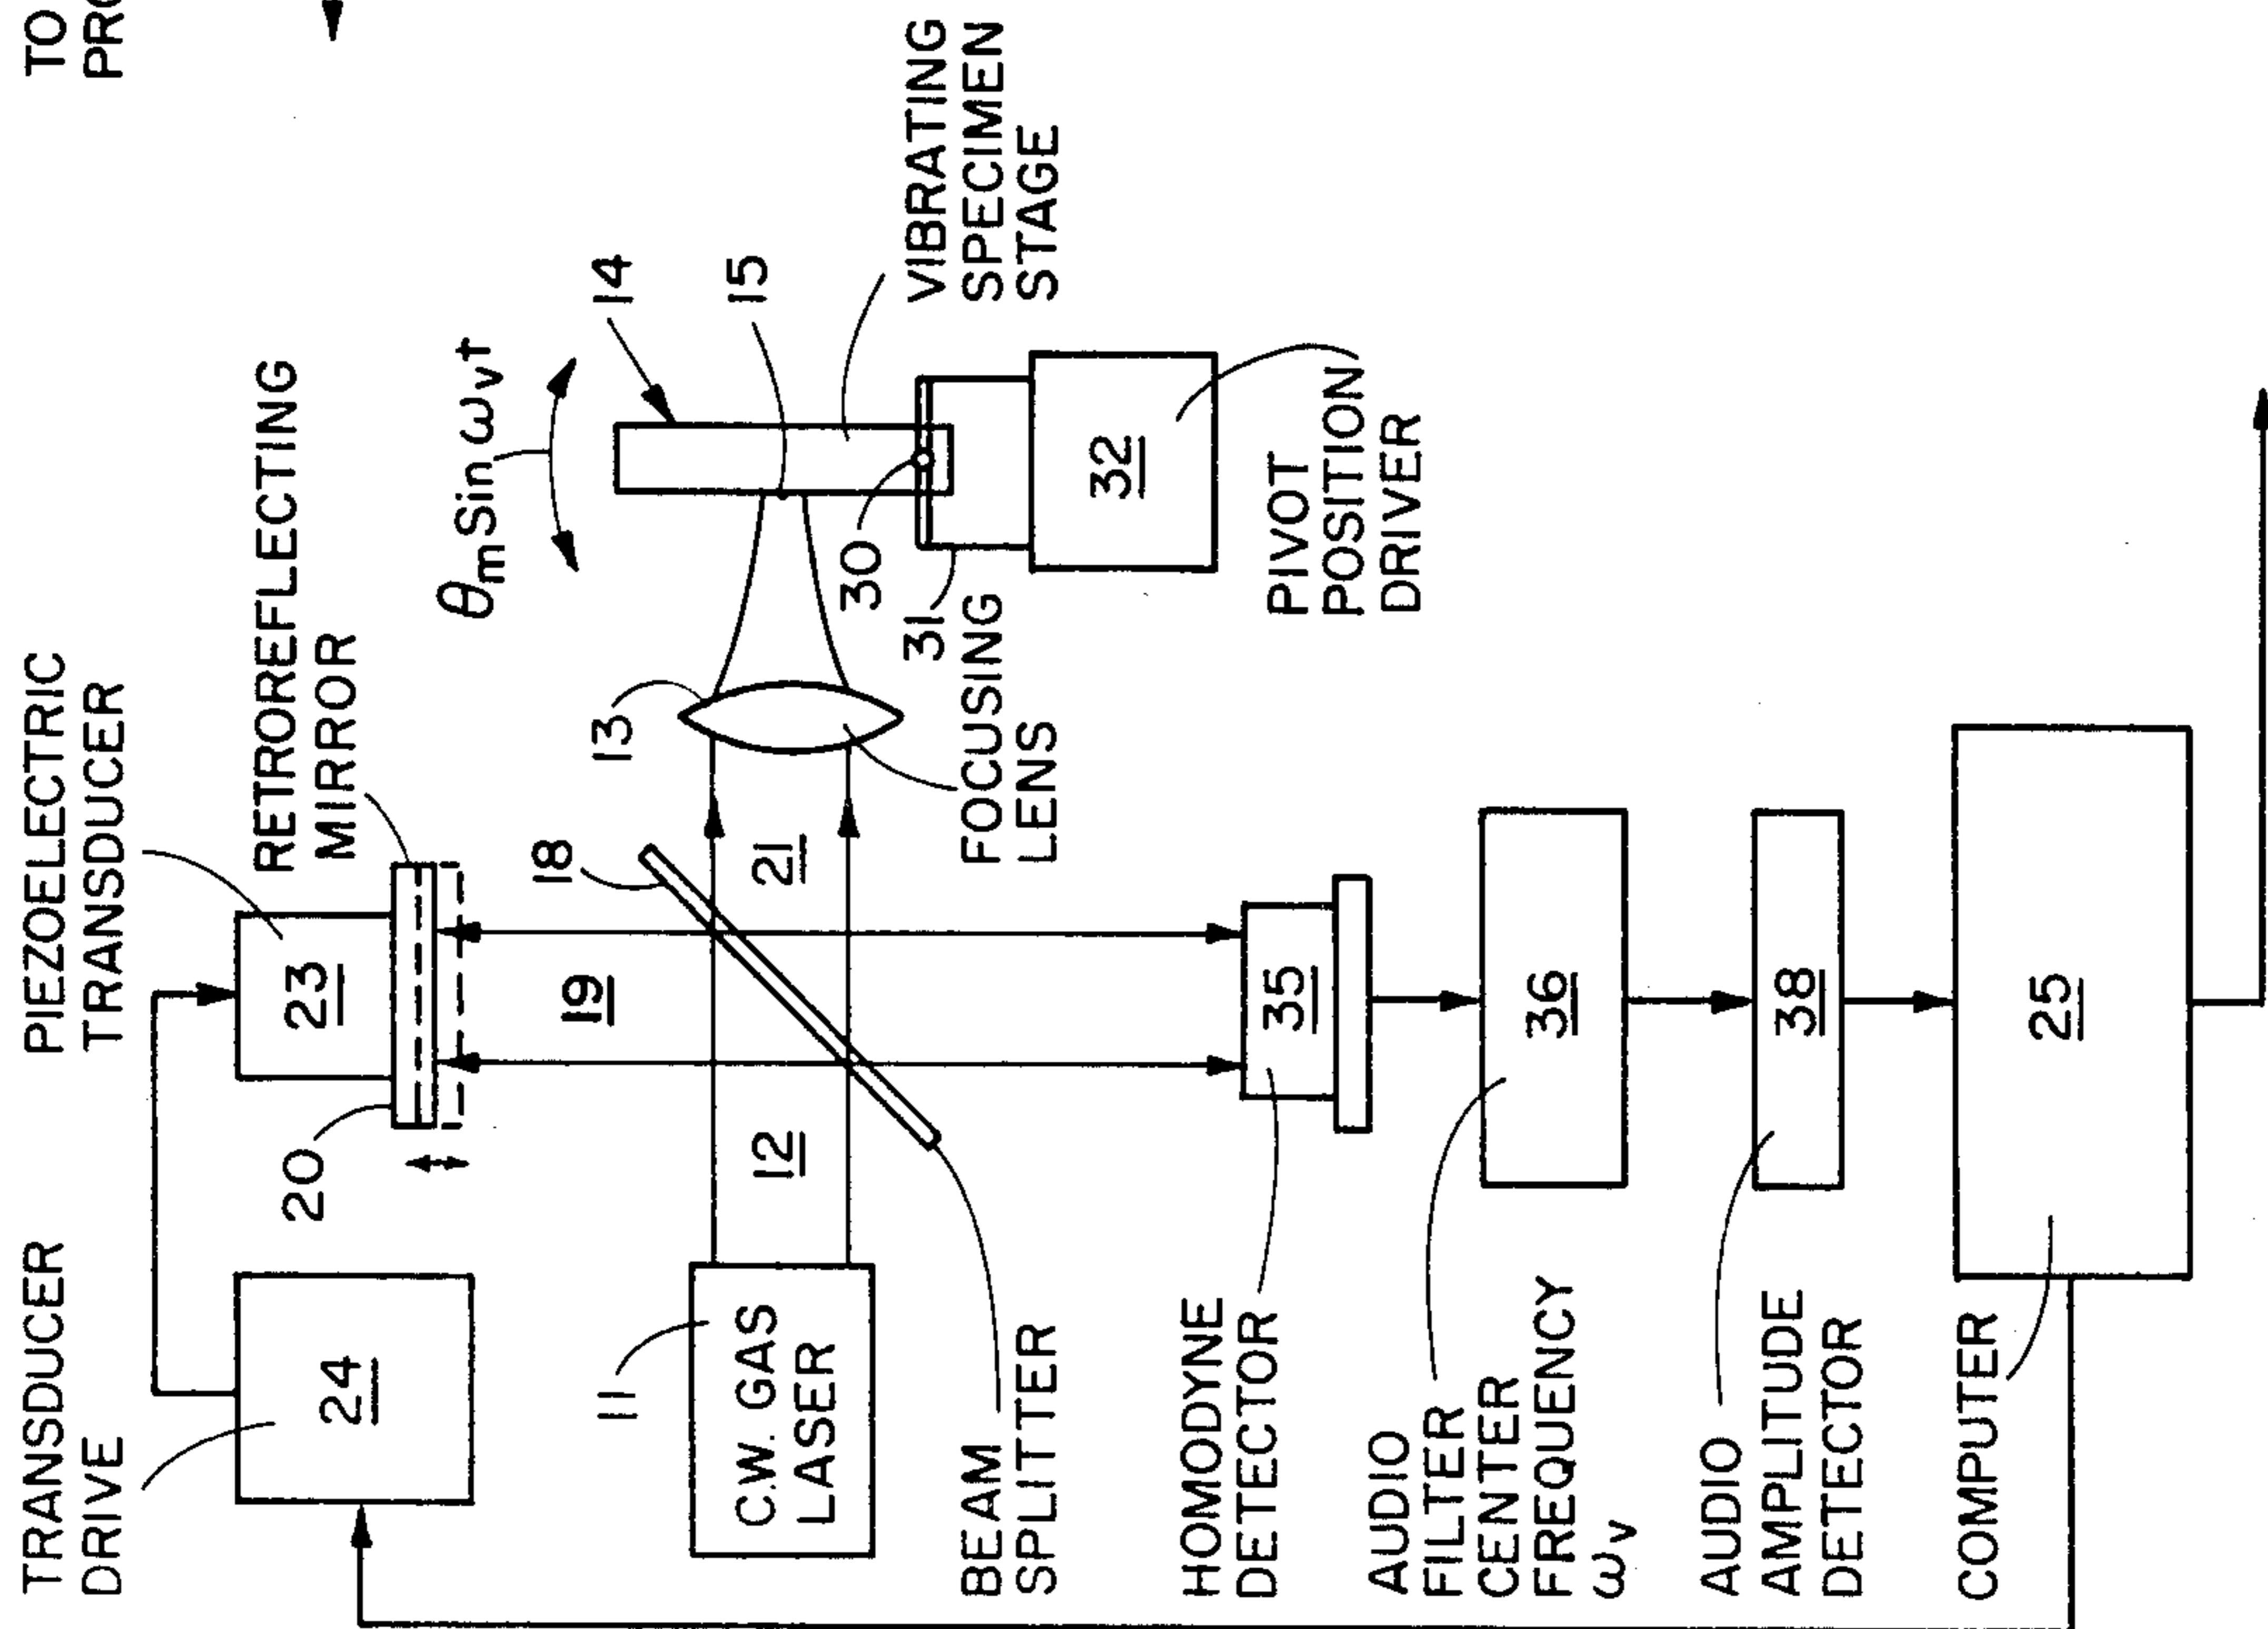 TO
TRANSDUCER
DRIVE
24
PIEZOELECTRIC
TRANSDUCER
23
20
RETROREFLECTING
MIRROR
19
θm Sin ωvt
14
15
11
C.W. GAS
LASER
12
18
21
13
BEAM
SPLITTER
FOCUSING
LENS
30
31
VIBRATING
SPECIMEN
STAGE
32
PIVOT
POSITION
DRIVER
HOMODYNE
DETECTOR
35
AUDIO
FILTER
CENTER
FREQUENCY
ωv
36
AUDIO
AMPLITUDE
DETECTOR
38
COMPUTER
25